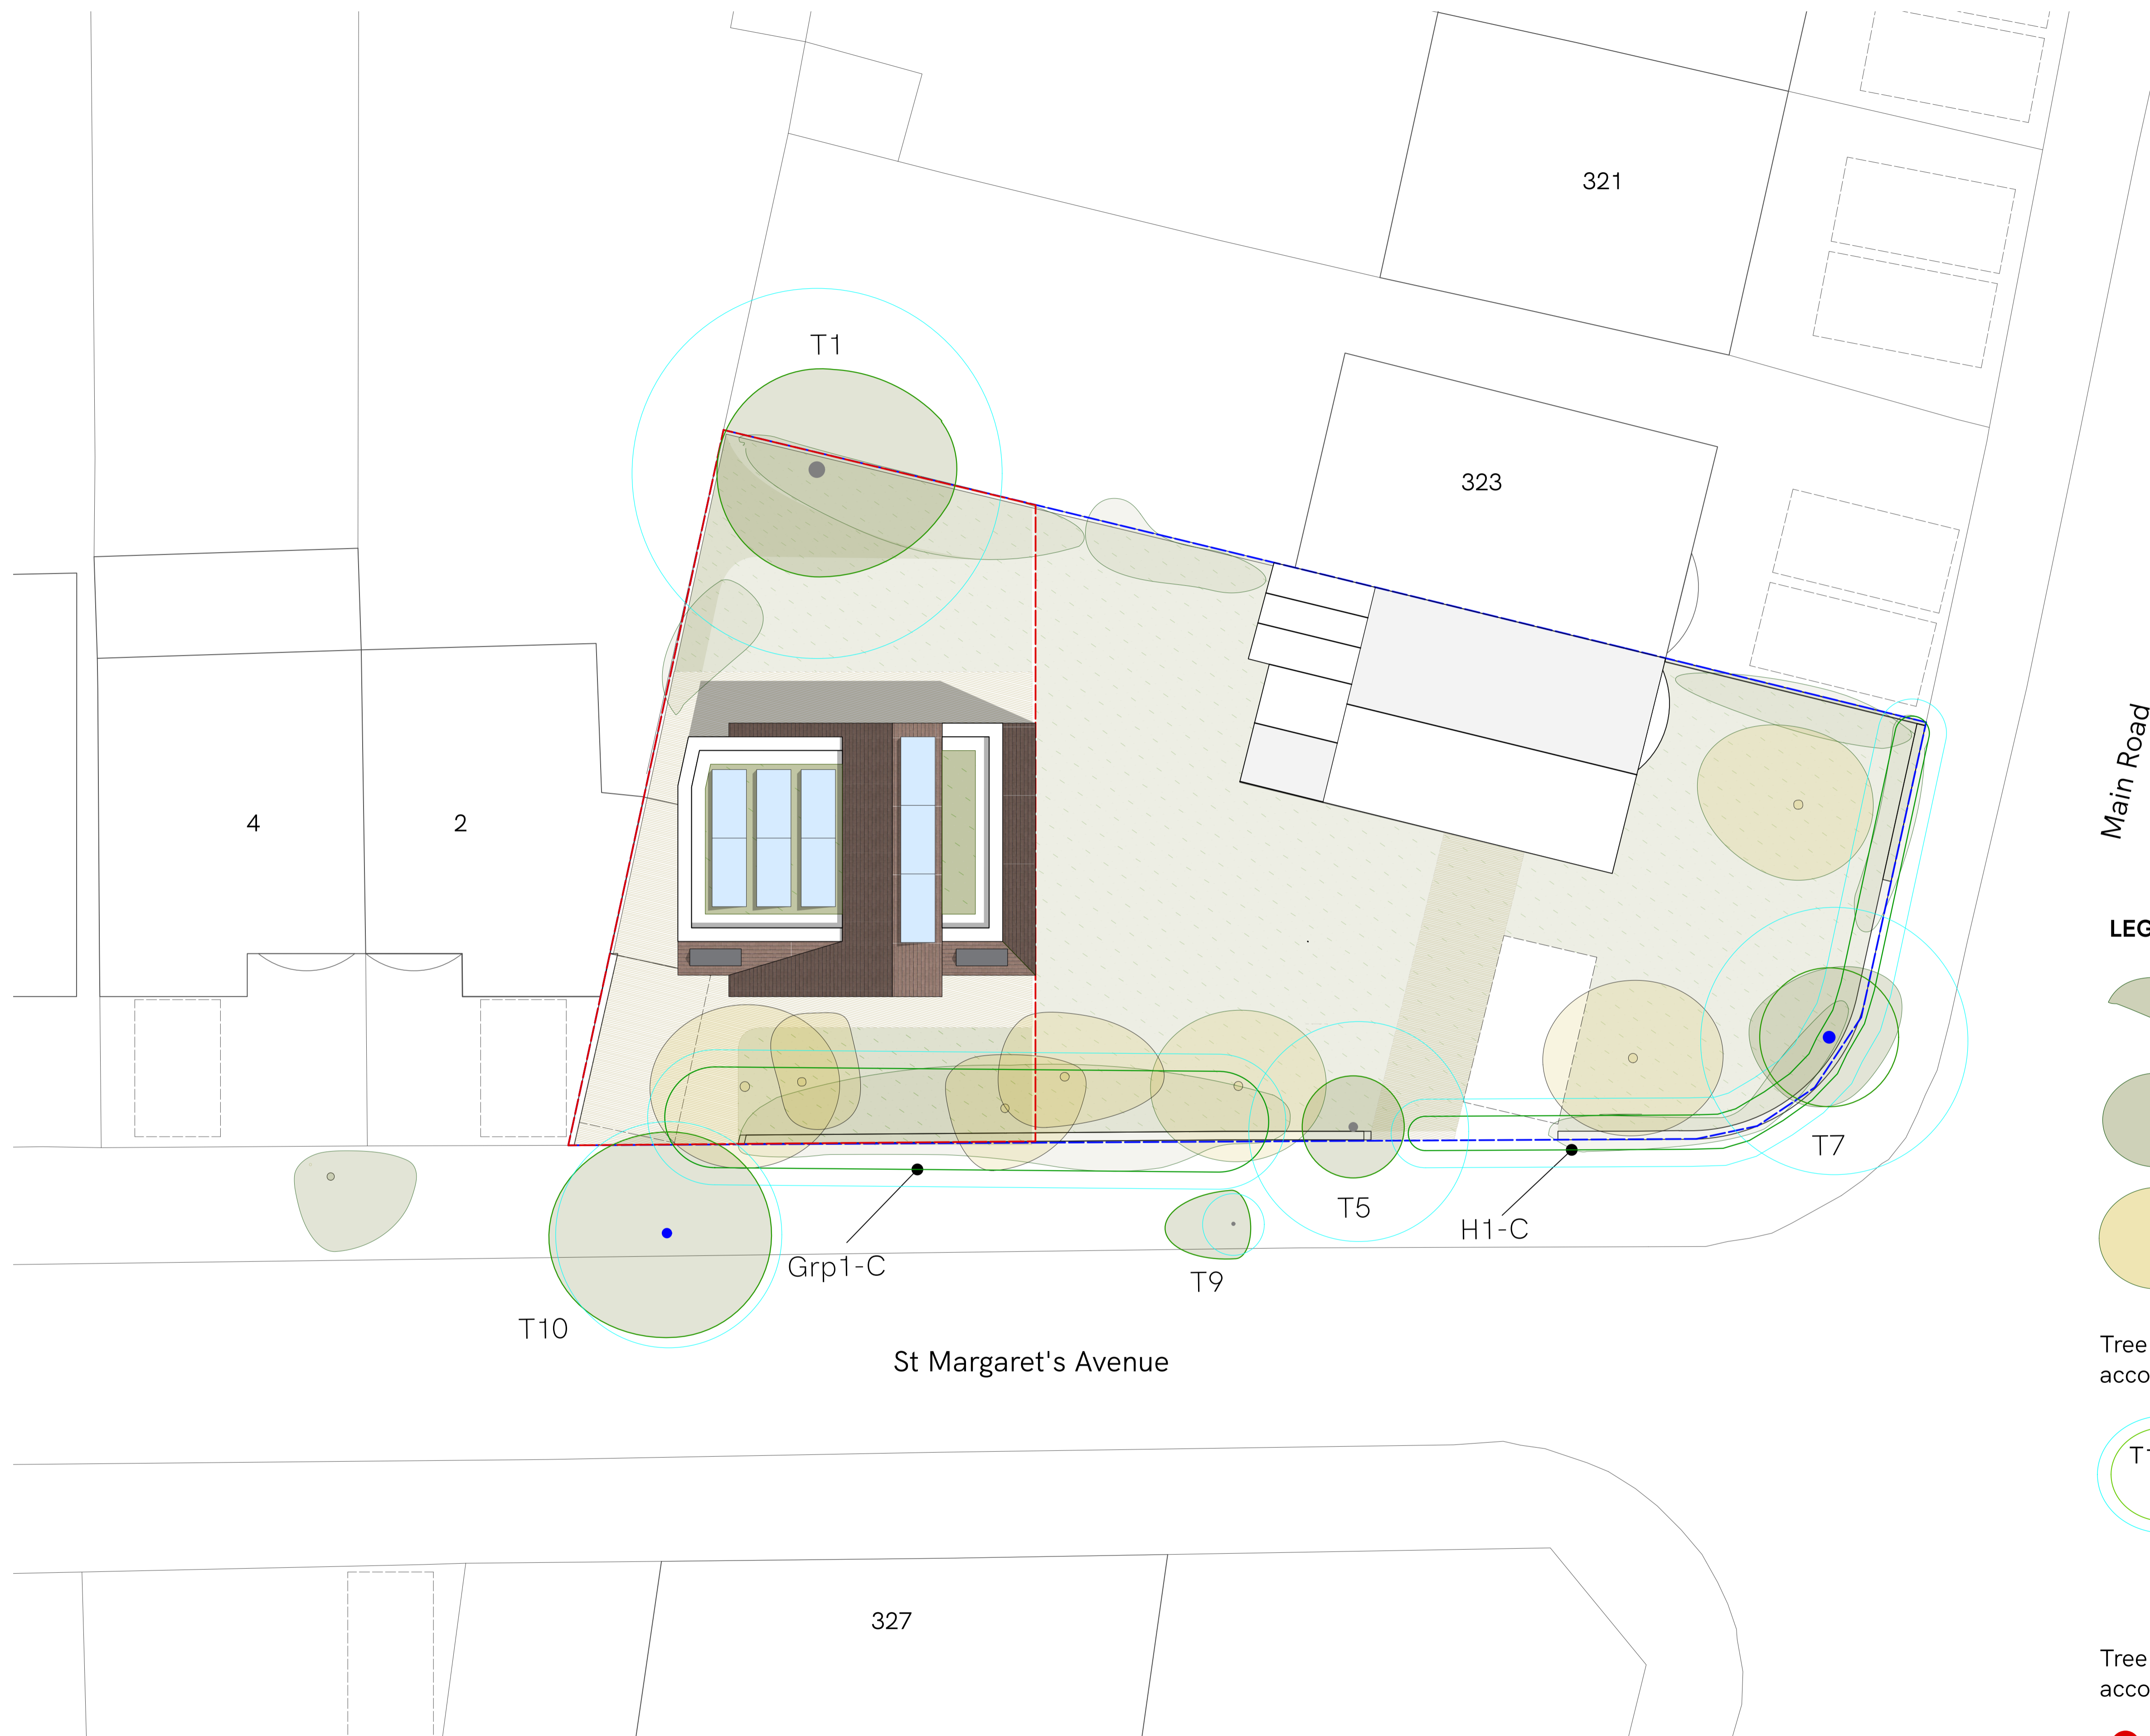 321
T1
323
Main Road
4
2
LEG
T7
T5
H1-C
Grp1-C
T9
T10
Tree
acco
St Margaret's Avenue
T1
327
Tree
acco